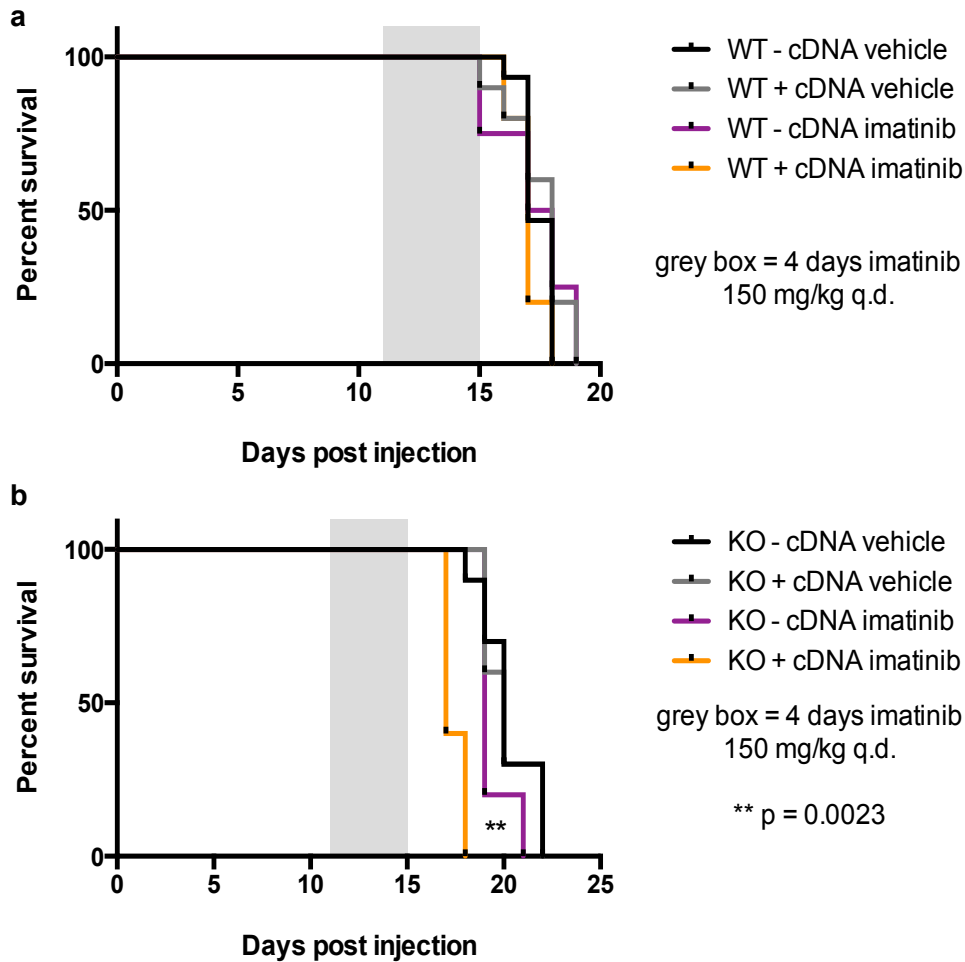 a
Percent survival
100
50
0
0 5 10 15 20
Days post injection
WT - cDNA vehicle
WT + cDNA vehicle
WT - cDNA imatinib
WT + cDNA imatinib
grey box = 4 days imatinib
150 mg/kg q.d.
b
Percent survival
100
50
0
**
0 5 10 15 20 25
Days post injection
KO - cDNA vehicle
KO + cDNA vehicle
KO - cDNA imatinib
KO + cDNA imatinib
grey box = 4 days imatinib
150 mg/kg q.d.
** p = 0.0023